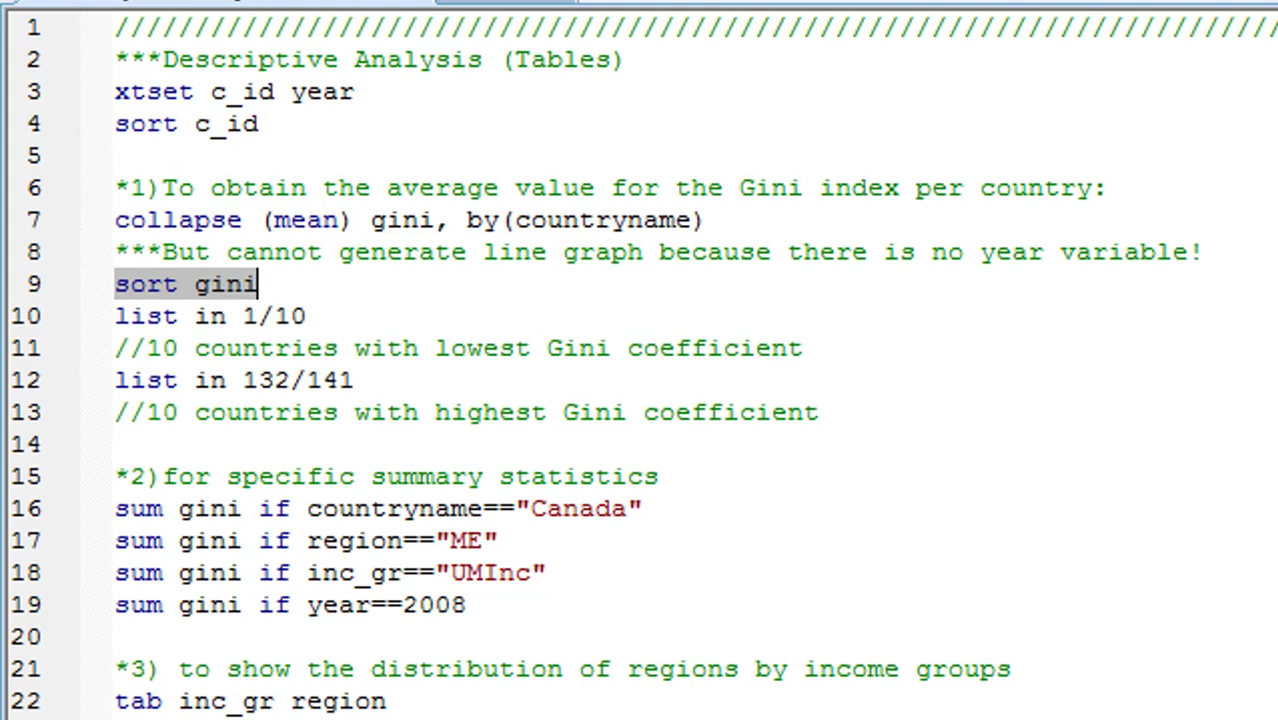 1 //////////////////////////////////////////////////////////////////////////
2 ***Descriptive Analysis (Tables)
3 xtset c_id year
4 sort c_id
5
6 *1)To obtain the average value for the Gini index per country:
7 collapse (mean) gini, by(countryname)
8 ***But cannot generate line graph because there is no year variable!
9 sort gini
10 list in 1/10
11 //10 countries with lowest Gini coefficient
12 list in 132/141
13 //10 countries with highest Gini coefficient
14
15 *2)for specific summary statistics
16 sum gini if countryname=="Canada"
17 sum gini if region=="ME"
18 sum gini if inc_gr=="UMInc"
19 sum gini if year==2008
20
21 *3) to show the distribution of regions by income groups
22 tab inc_gr region